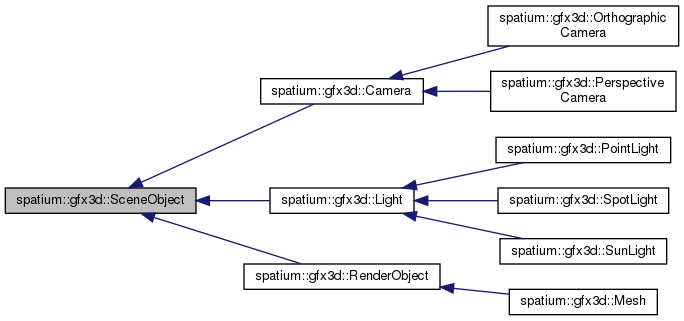 spatium::gfx3d::Orthographic
Camera
spatium::gfx3d::Camera
spatium::gfx3d::Perspective
Camera
spatium::gfx3d::PointLight
spatium::gfx3d::SceneObject
spatium::gfx3d::Light
spatium::gfx3d::SpotLight
spatium::gfx3d::SunLight
spatium::gfx3d::RenderObject
spatium::gfx3d::Mesh